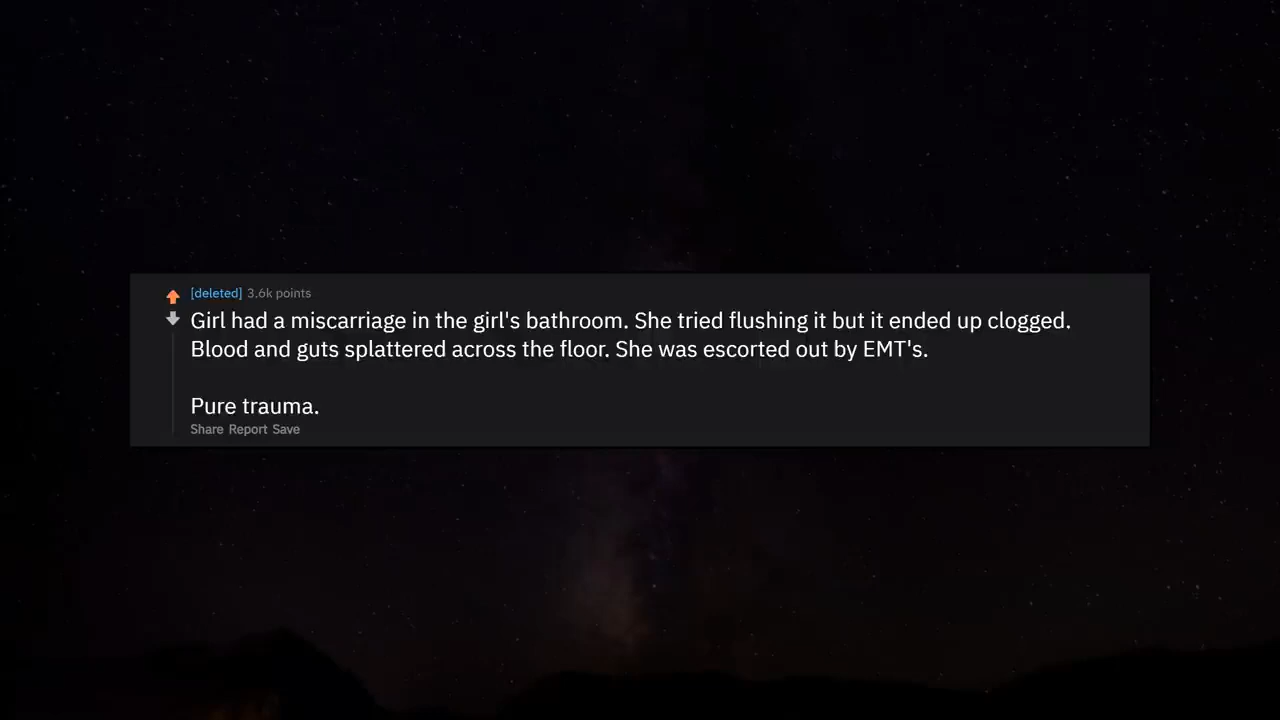 [deleted] 3.6k points
Girl had a miscarriage in the girl's bathroom. She tried flushing it but it ended up clogged.
Blood and guts splattered across the floor. She was escorted out by EMT's.
Pure trauma.
Share Report Save